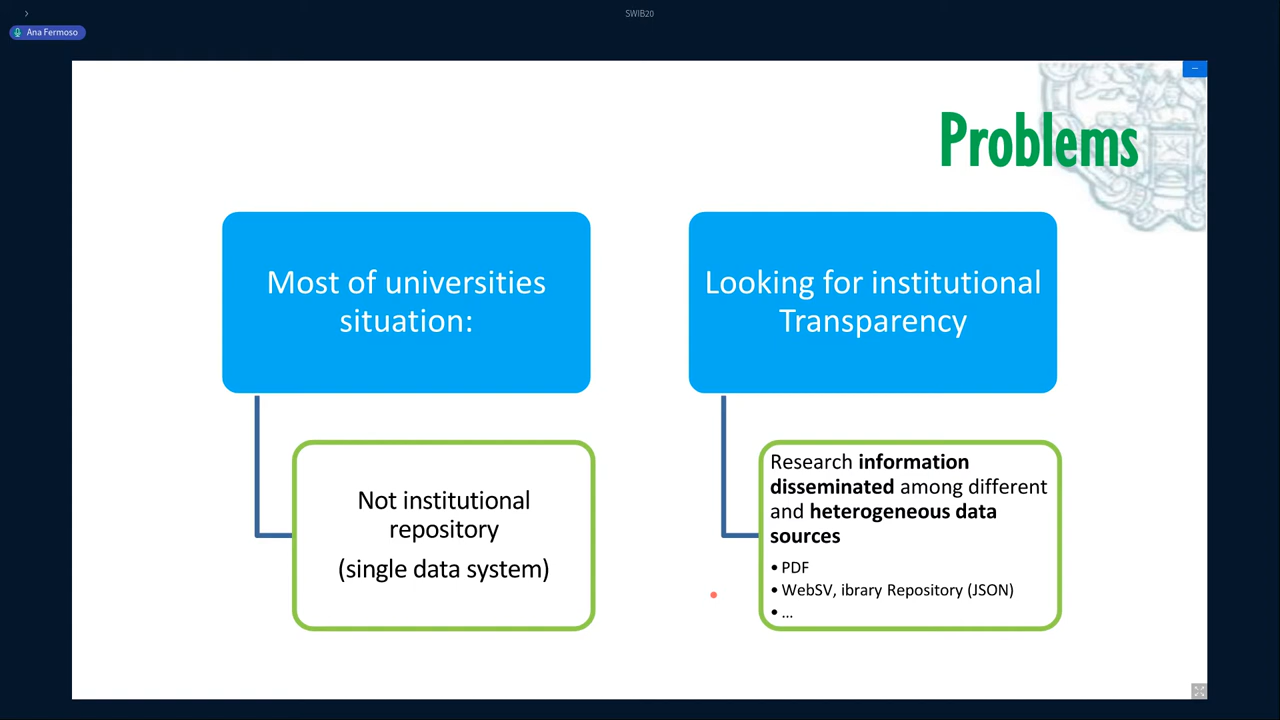 SWIB20
Ana Fermoso
Problems
Most of universities
situation:
Not institutional
repository
(single data system)
Looking for institutional
Transparency
Research information
disseminated among different
and heterogeneous data
sources
• PDF
• WebSV, ibrary Repository (JSON)
• ...